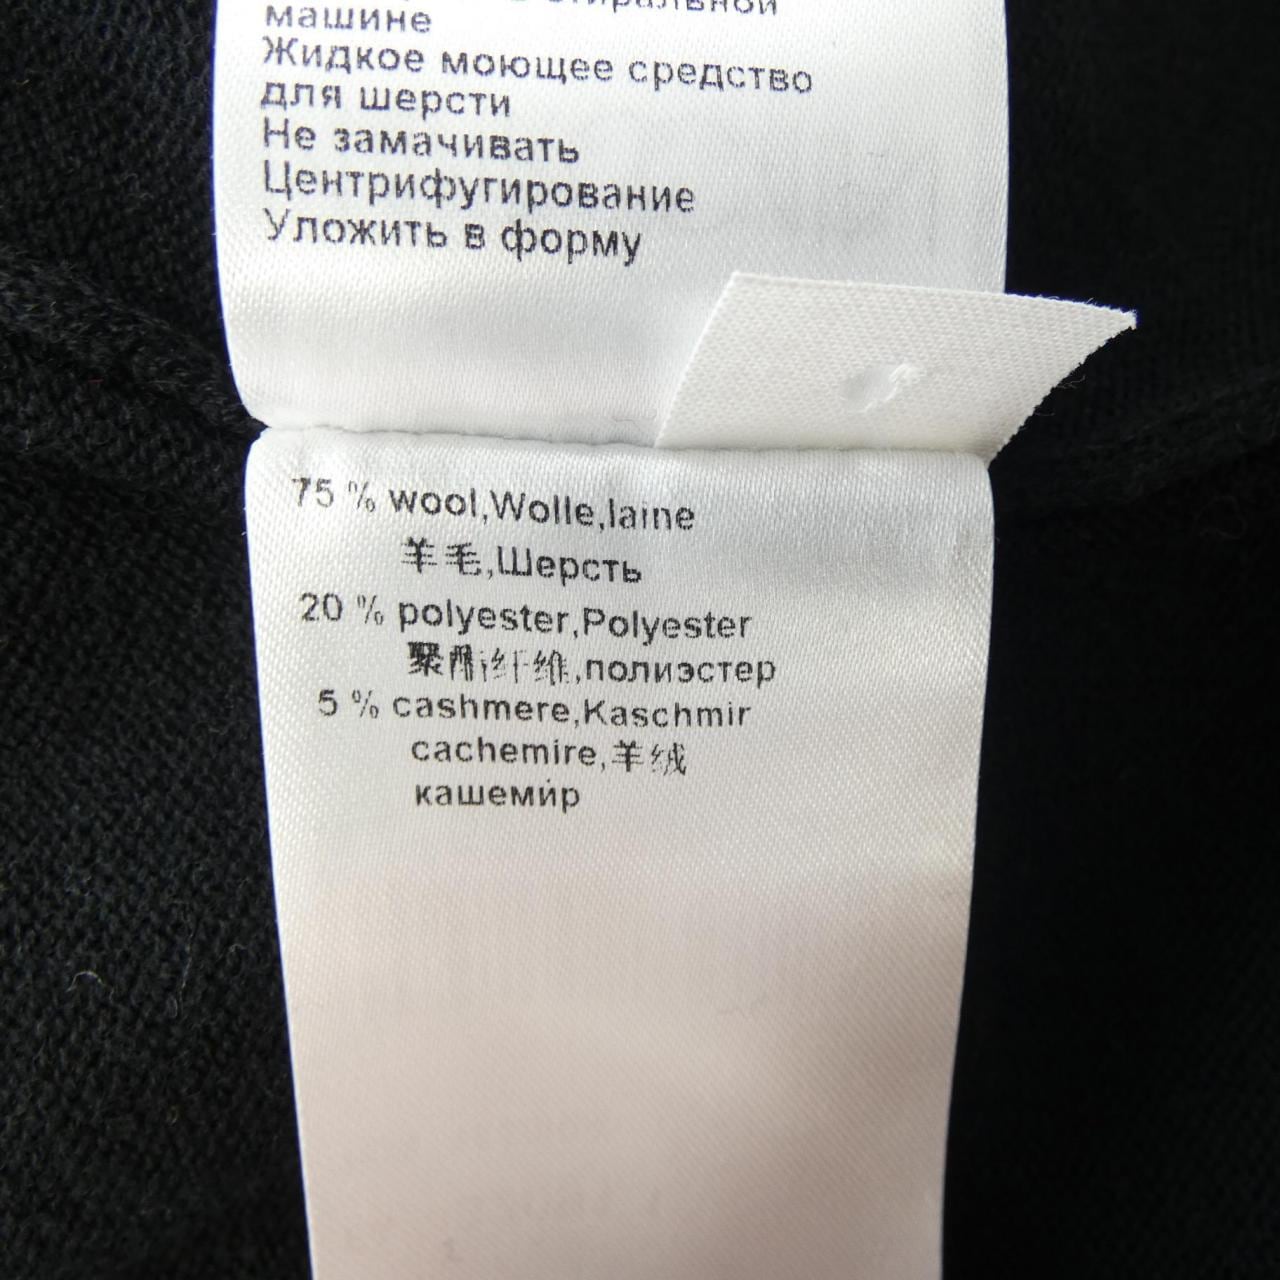 стиральной
машине
Жидкое моющее средство
для шерсти
Не замачивать
Центрифугирование
Уложить в форму
75 % wool,Wolle,laine
羊毛,Шерсть
20 % polyester,Polyester
聚酯纤维,полиэстер
5 % cashmere,Kaschmir
cachemire,羊绒
кашемир